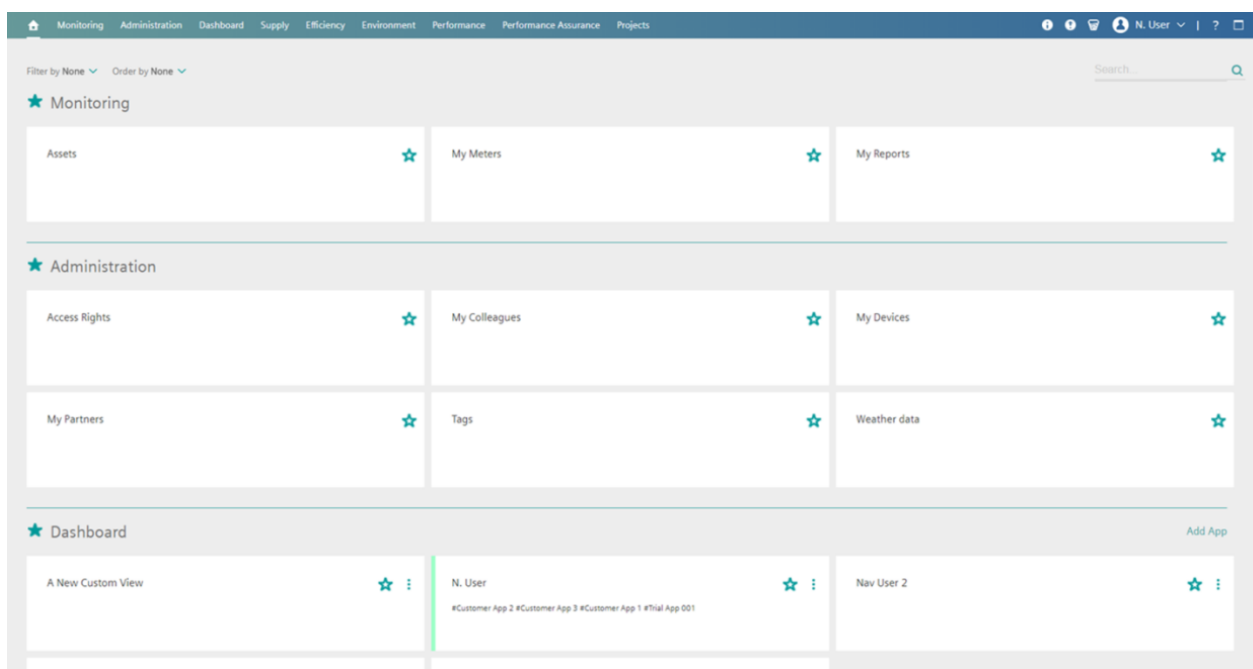 Monitoring Administration Dashboard Supply Efficiency Environment Performance Performance Assurance Projects N. User | ?
Filter by None Order by None Search...
Monitoring
Assets My Meters My Reports
Administration
Access Rights My Colleagues My Devices
My Partners Tags Weather data
Dashboard Add App
A New Custom View N. User Nav User 2
#Customer App 2 #Customer App 3 #Customer App 1 #Trial App 001